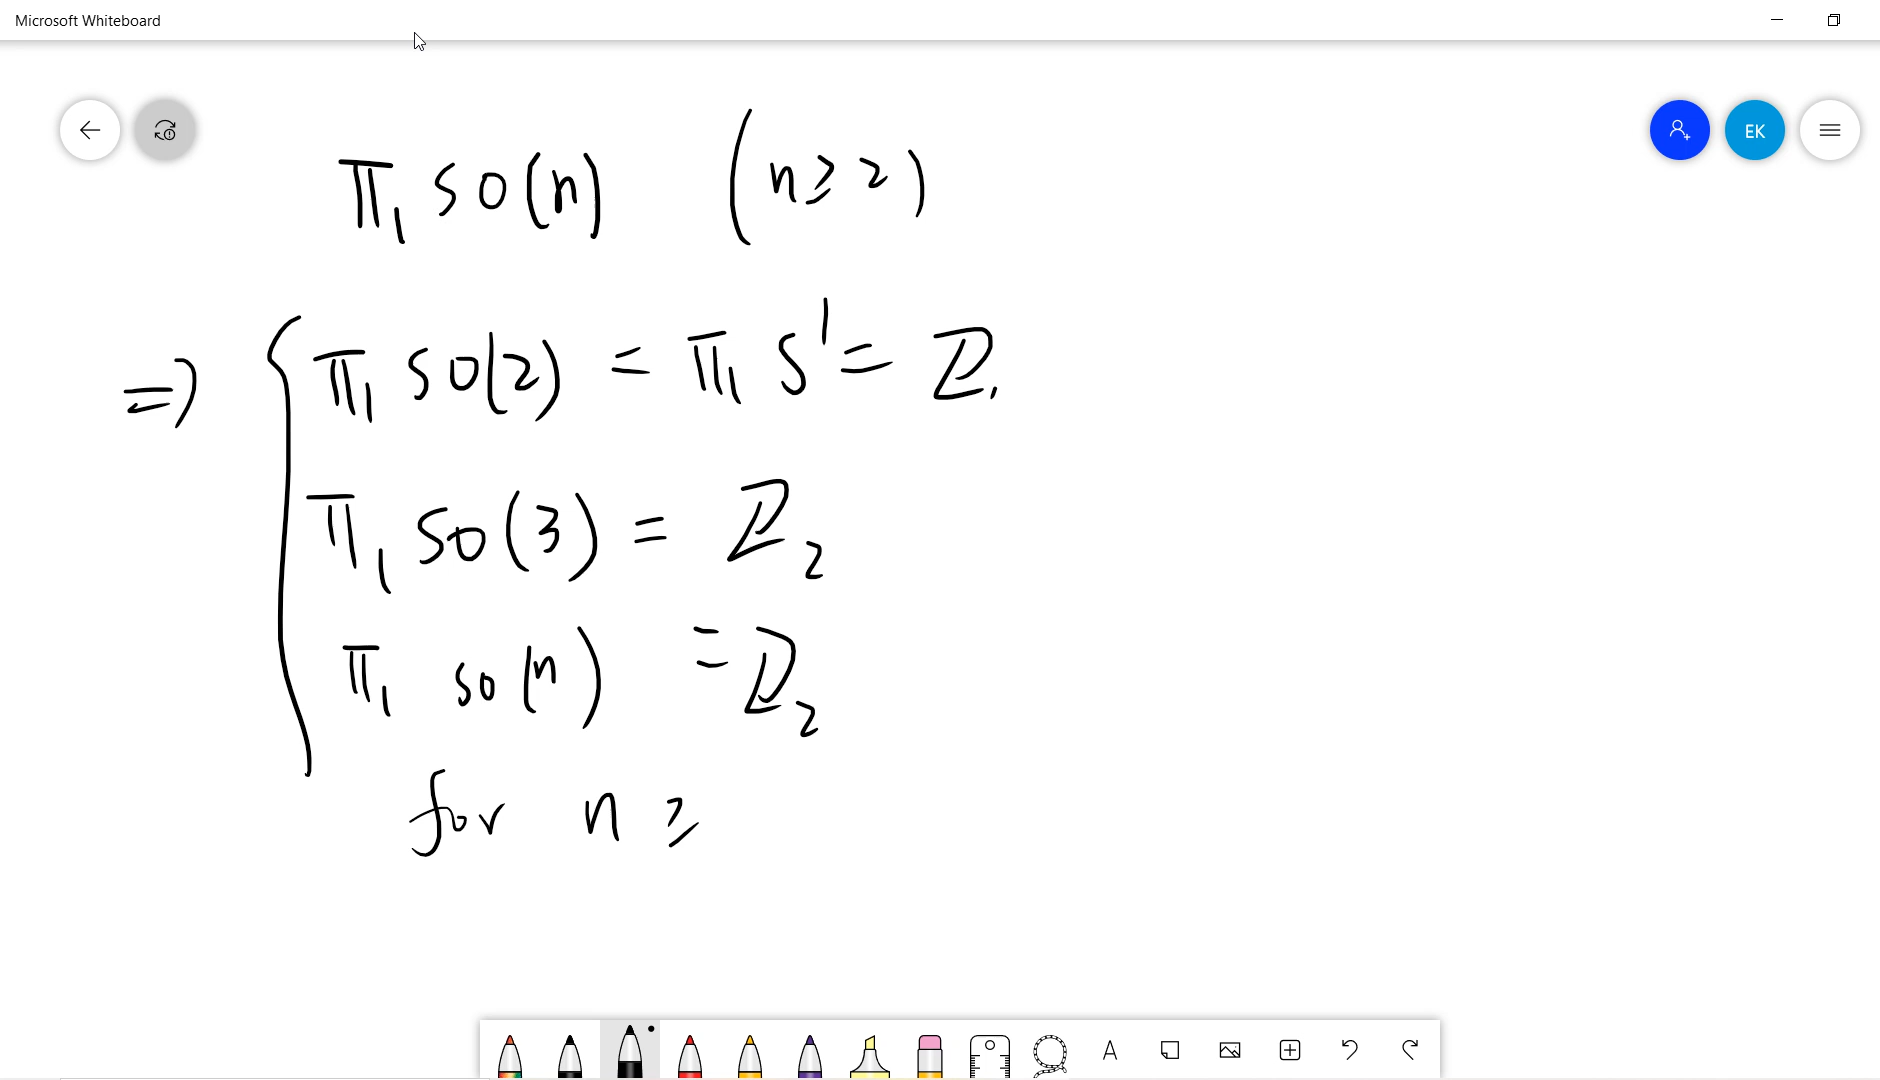 Microsoft Whiteboard
EK
π₁ SO(n) (n ≥ 2)
⇒ { π₁ SO(2) = π₁ S¹ = ℤ.
π₁ SO(3) = ℤ₂
π₁ SO(n) = ℤ₂
for n ≥
A